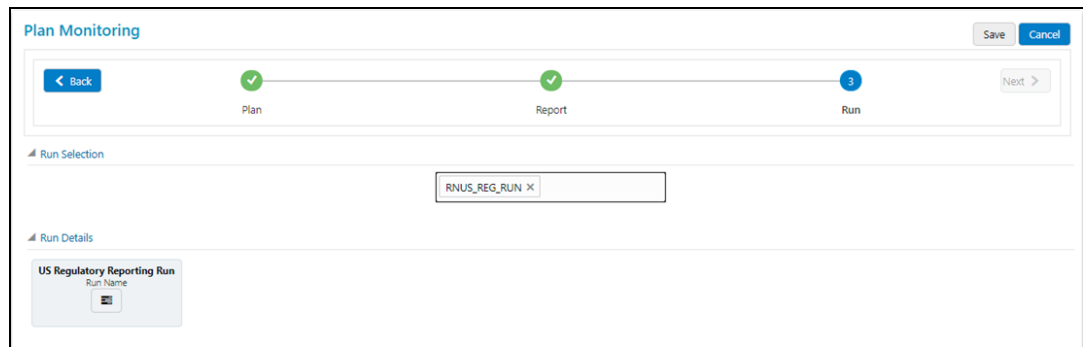 Plan Monitoring
Save Cancel
Back
3
Next
Plan Report Run
Run Selection
RNUS_REG_RUN ×
Run Details
US Regulatory Reporting Run
Run Name